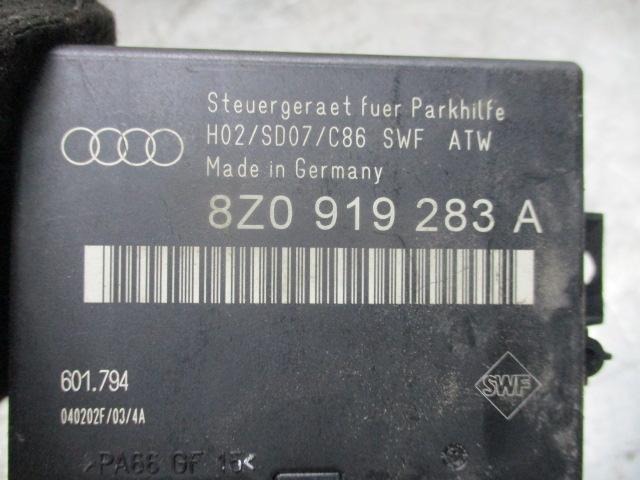 Steuergeraet fuer Parkhilfe
H02/SD07/C86 SWF ATW
Made in Germany
8Z0 919 283 A
601.794
SWF
040202F/03/4A
>PA66 GF 15<